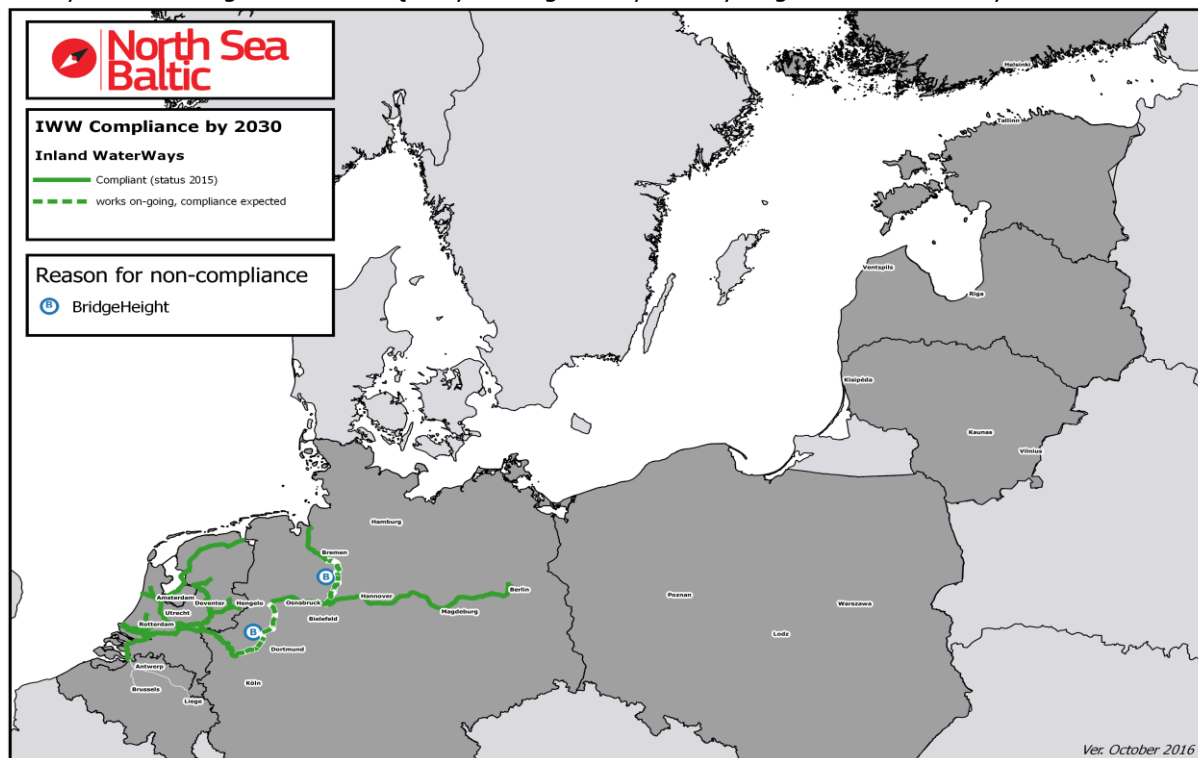 North Sea
Baltic
IWW Compliance by 2030
Inland WaterWays
Compliant (status 2015)
works on-going, compliance expected
Reason for non-compliance
B BridgeHeight
Helsinki
Tallinn
Ventspils
Riga
Klaipėda
Kaunas
Vilnius
Hamburg
Bremen
B
Amsterdam
Deventer
Hengelo
Osnabruck
Hannover
Berlin
Utrecht
Bielefeld
Magdeburg
Rotterdam
B
Dortmund
Antwerp
Köln
Brussels
Liege
Poznan
Warszawa
Lodz
Ver. October 2016